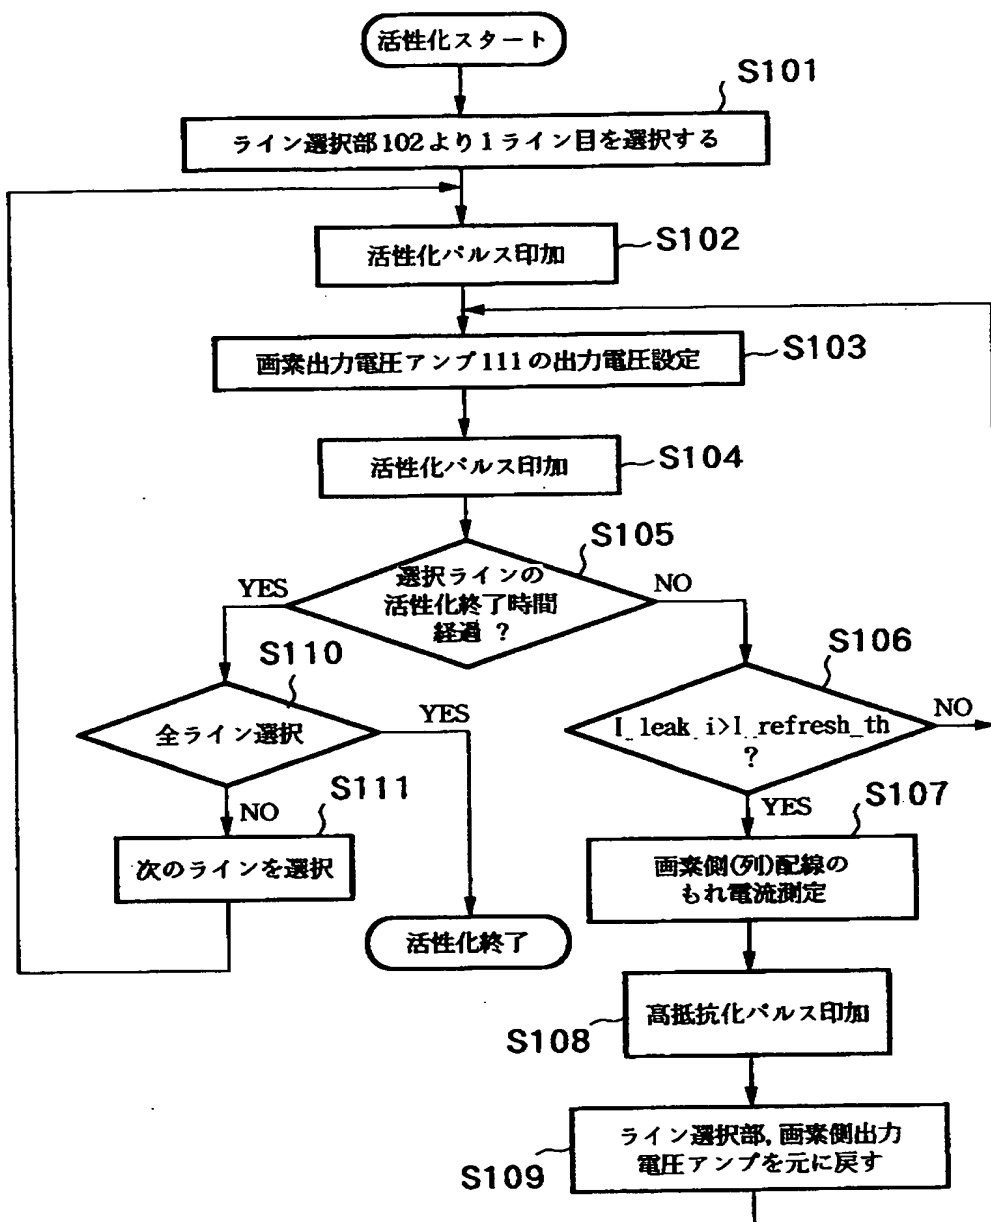 活性化スタート
S101
ライン選択部102より1ライン目を選択する
S102
活性化パルス印加
S103
画素出力電圧アンプ111の出力電圧設定
S104
活性化パルス印加
S105
選択ラインの
活性化終了時間
経過 ?
YES
NO
S110
全ライン選択
YES
NO
S106
I_leak_i>I_refresh_th
?
NO
YES
S111
次のラインを選択
活性化終了
S107
画素側(列)配線の
もれ電流測定
S108
高抵抗化パルス印加
S109
ライン選択部,画素側出力
電圧アンプを元に戻す